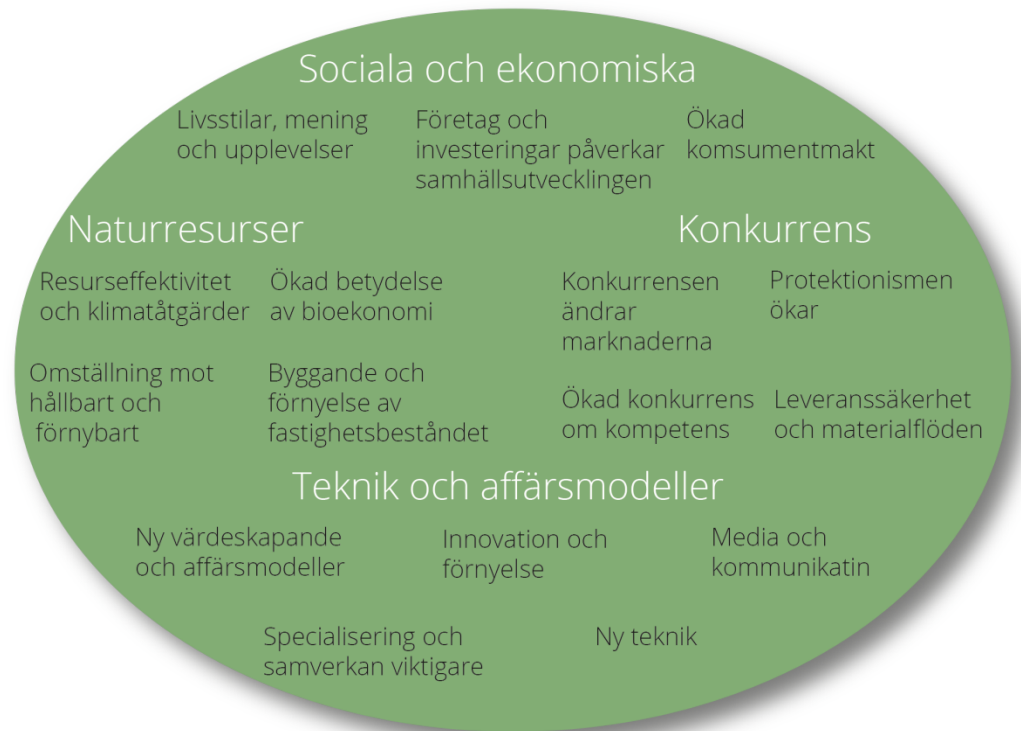 Sociala och ekonomiska
Livsstilar, mening
och upplevelser
Företag och
investeringar påverkar
samhällsutvecklingen
Ökad
komsumentmakt
Naturresurser
Resurseffektivitet
och klimatåtgärder
Ökad betydelse
av bioekonomi
Omställning mot
hållbart och
förnybart
Byggande och
förnyelse av
fastighetsbeståndet
Konkurrens
Konkurrensen
ändrar
marknaderna
Protektionismen
ökar
Ökad konkurrens
om kompetens
Leveranssäkerhet
och materialflöden
Teknik och affärsmodeller
Ny värdeskapande
och affärsmodeller
Innovation och
förnyelse
Media och
kommunikatin
Specialisering och
samverkan viktigare
Ny teknik